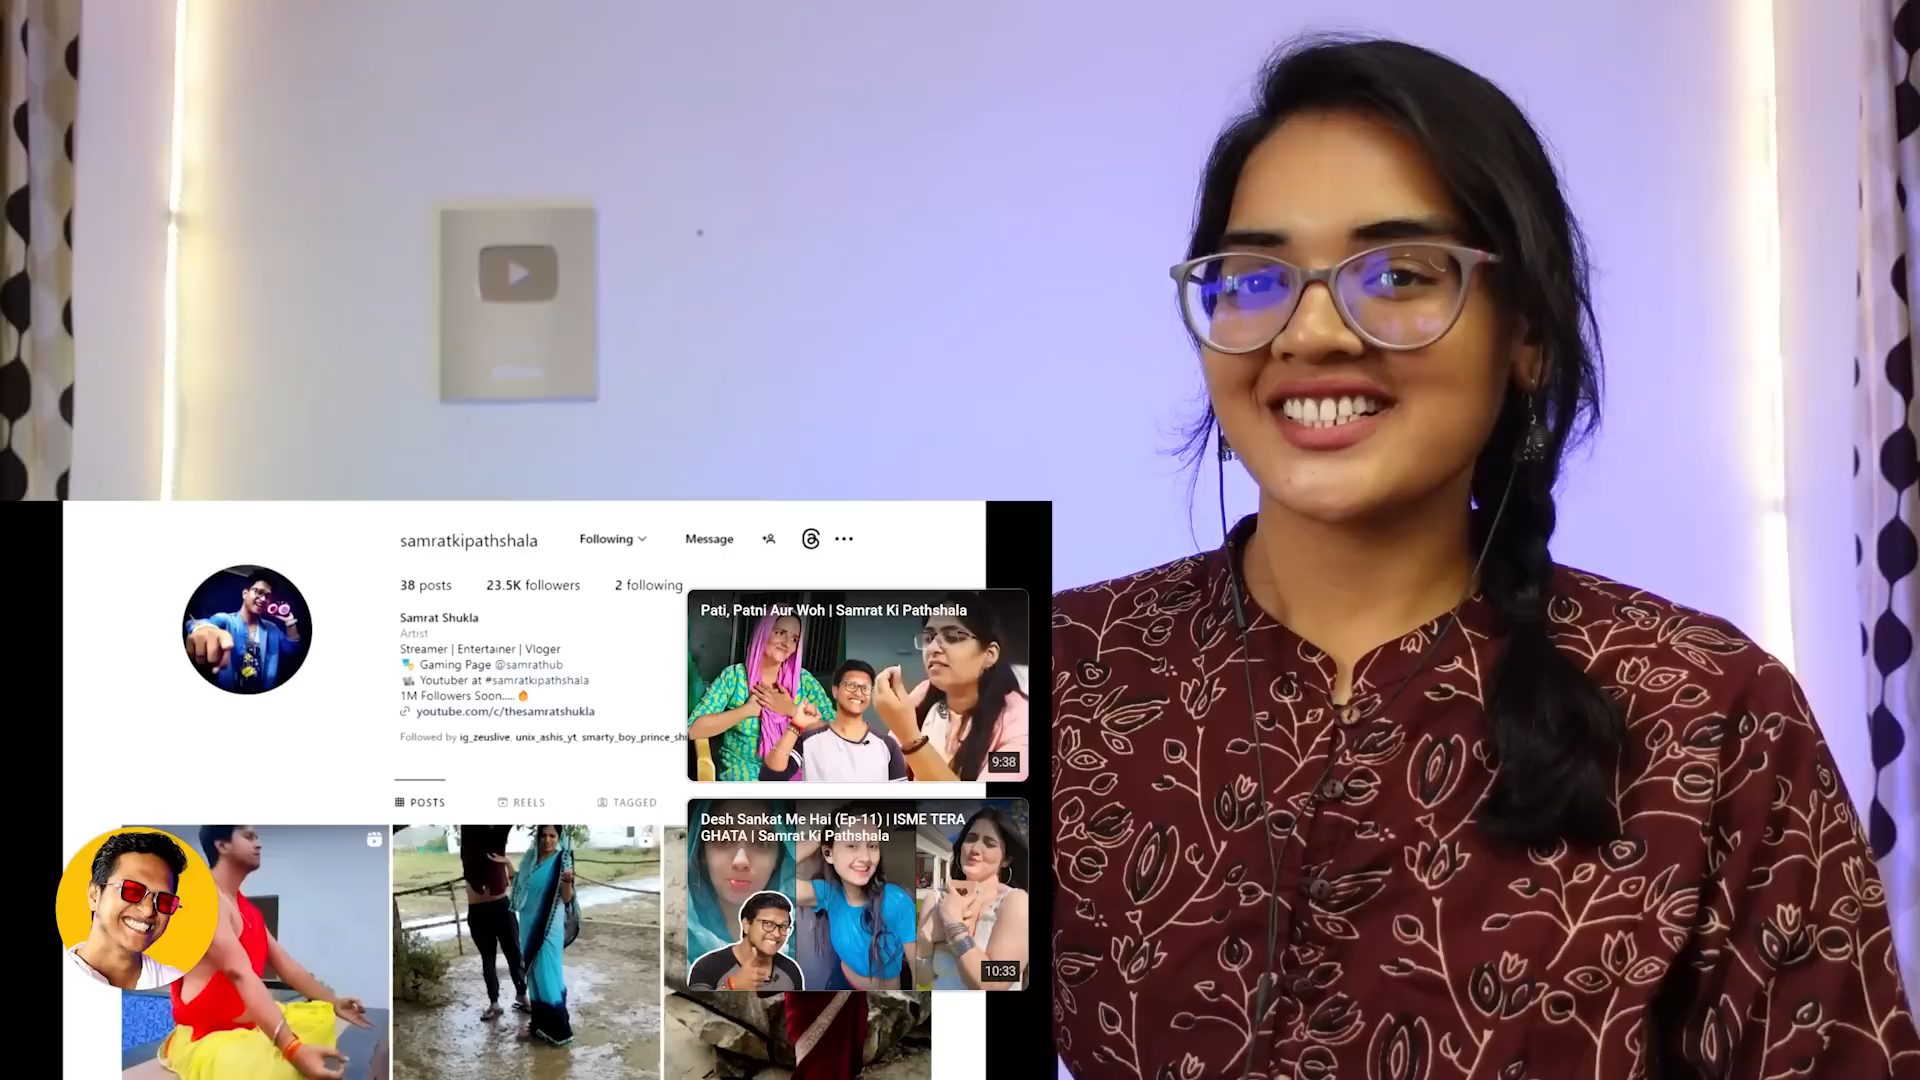 samratkipathshala
Following
Message
38 posts
23.5K followers
2 following
Samrat Shukla
Artist
Streamer | Entertainer | Vloger
Gaming Page @samrathub
Youtuber at #samratkipathshala
1M Followers Soon.....
youtube.com/c/thesamratshukla
Followed by ig_zeuslive, unix_ashis_yt, smarty_boy_prince_shi
POSTS
REELS
TAGGED
Pati, Patni Aur Woh | Samrat Ki Pathshala
9:38
Desh Sankat Me Hai (Ep-11) | ISME TERA
GHATA | Samrat Ki Pathshala
10:33